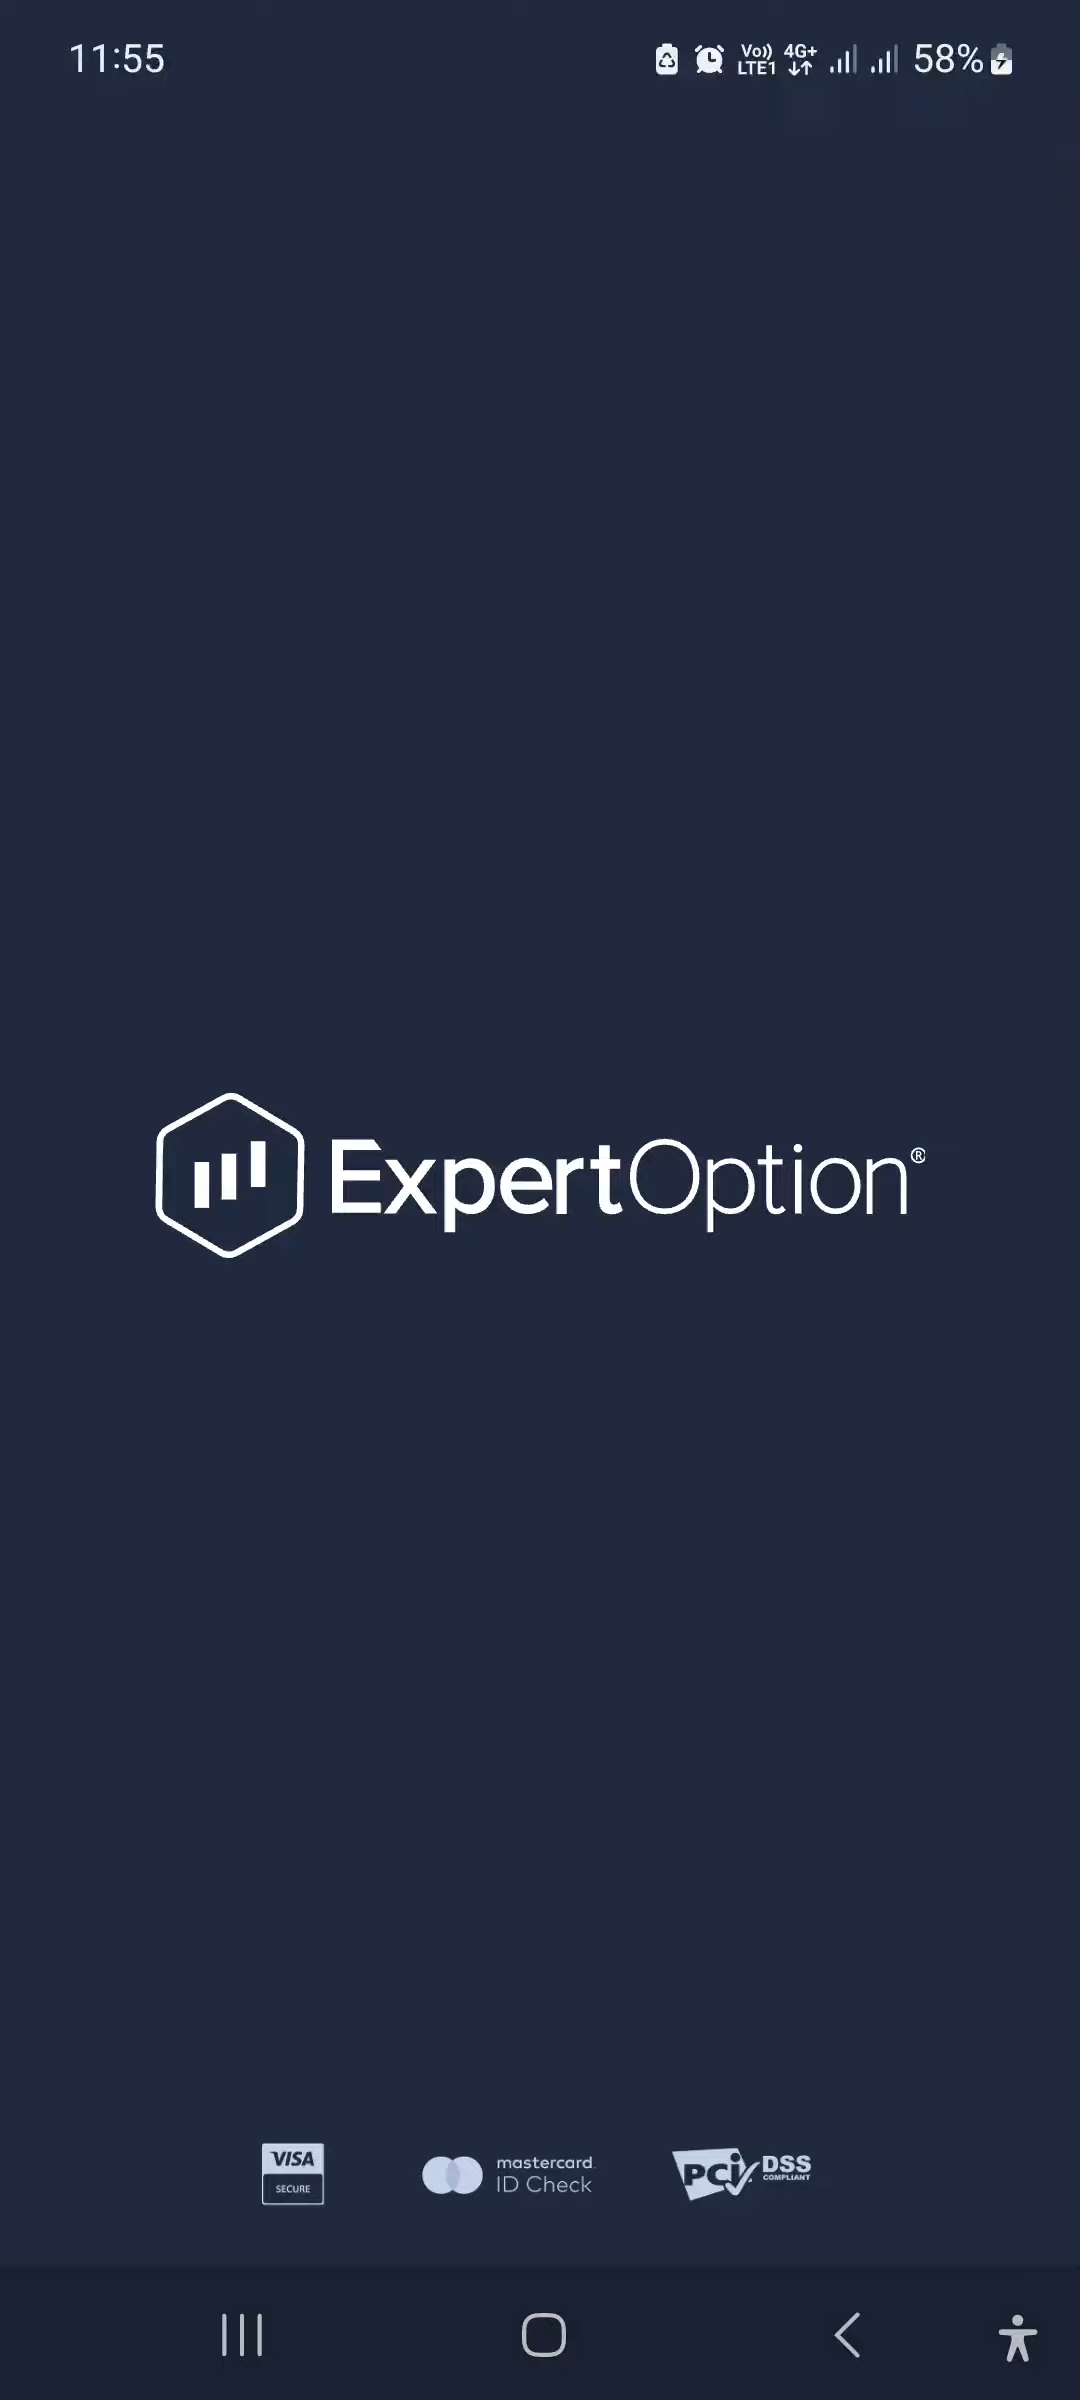 11:55
Vo)) LTE1 4G+ 58%
ExpertOption®
VISA SECURE
mastercard. ID Check
PCi DSS COMPLIANT